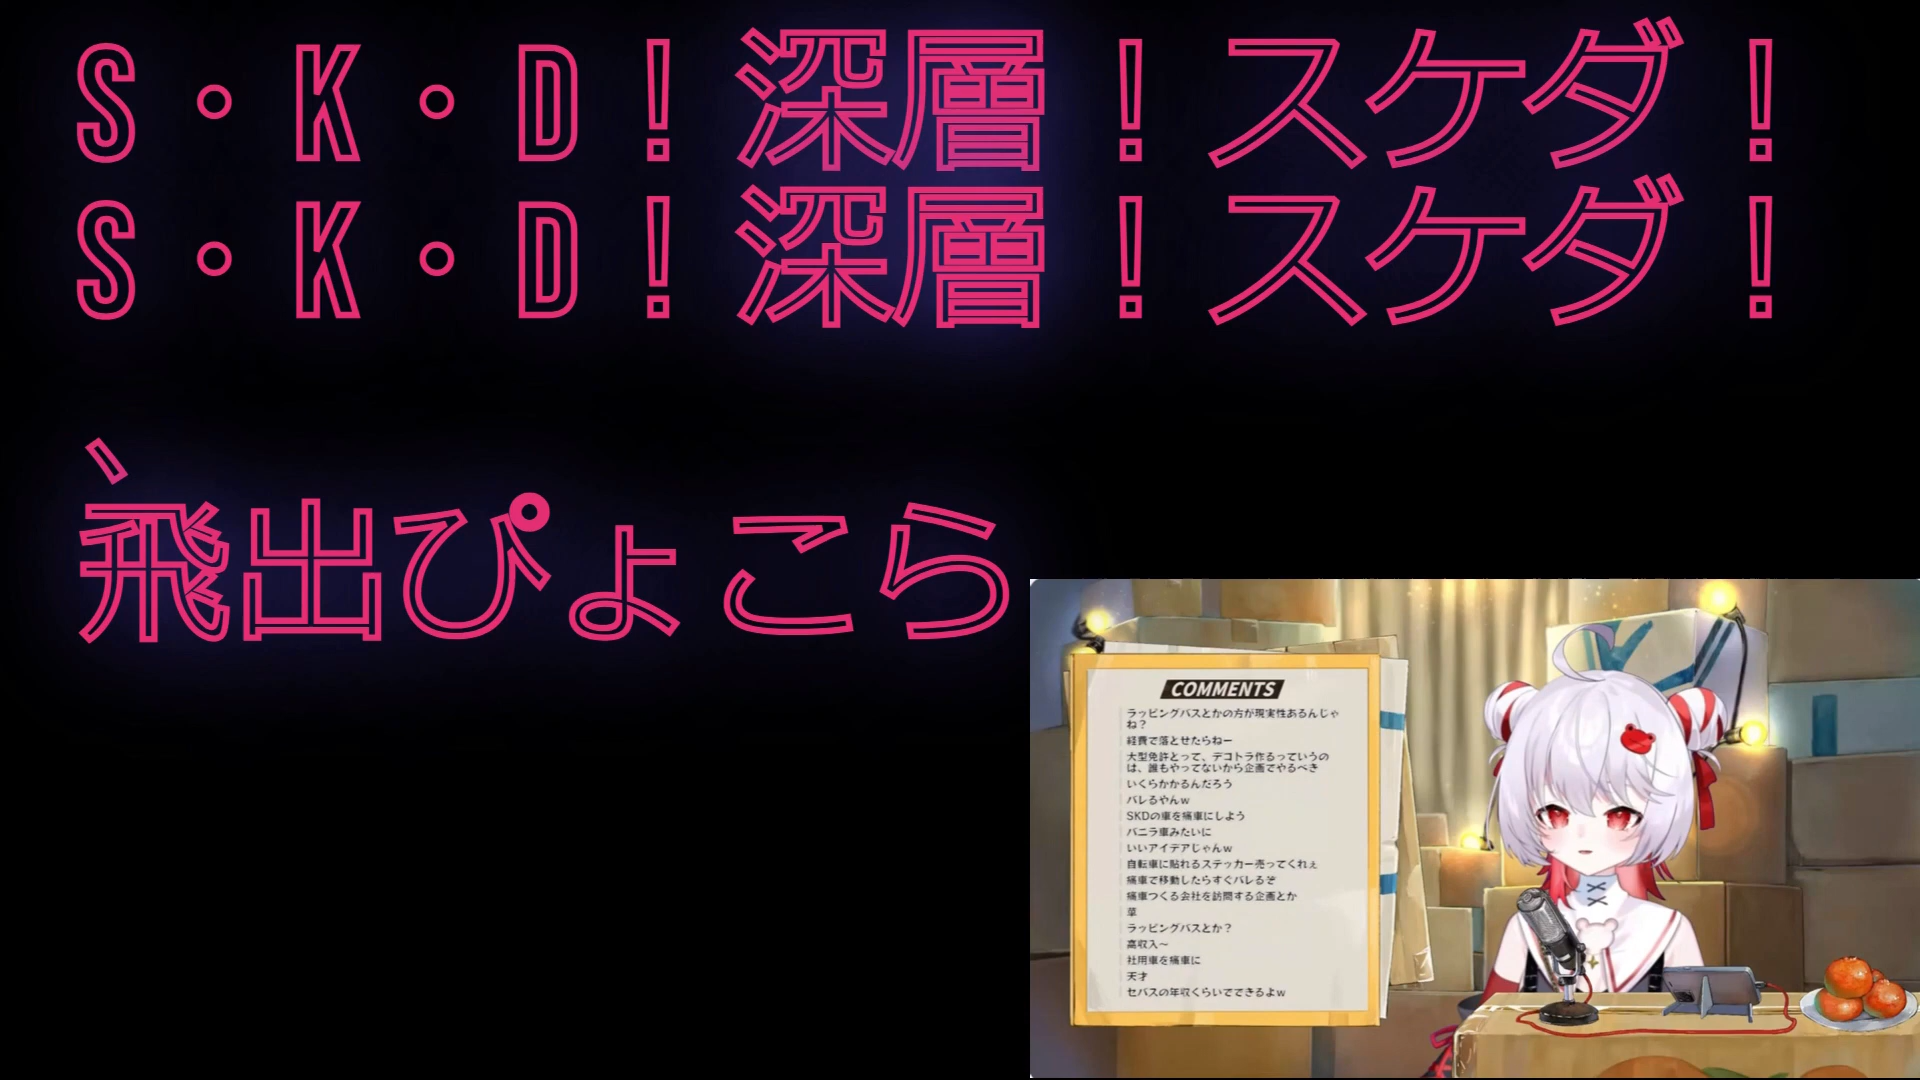 S・K・D！深層！スケダ！
S・K・D！深層！スケダ！
、
飛出ぴょこら
COMMENTS
ラッピングバスとかの方が現実性あるんじゃ
ね？
経費で落とせたらねー
大型免許とって、デコトラ作るっていうの
は、誰もやってないから企画でやるべき
いくらかかるんだろう
バレるやんw
SKDの車を痛車にしよう
バニラ車みたいに
いいアイデアじゃんw
自転車に貼れるステッカー売ってくれぇ
痛車で移動したらすぐバレるぞ
痛車つくる会社を訪問する企画とか
草
ラッピングバスとか？
高収入～
社用車を痛車に
天才
セバスの年収くらいでできるよw